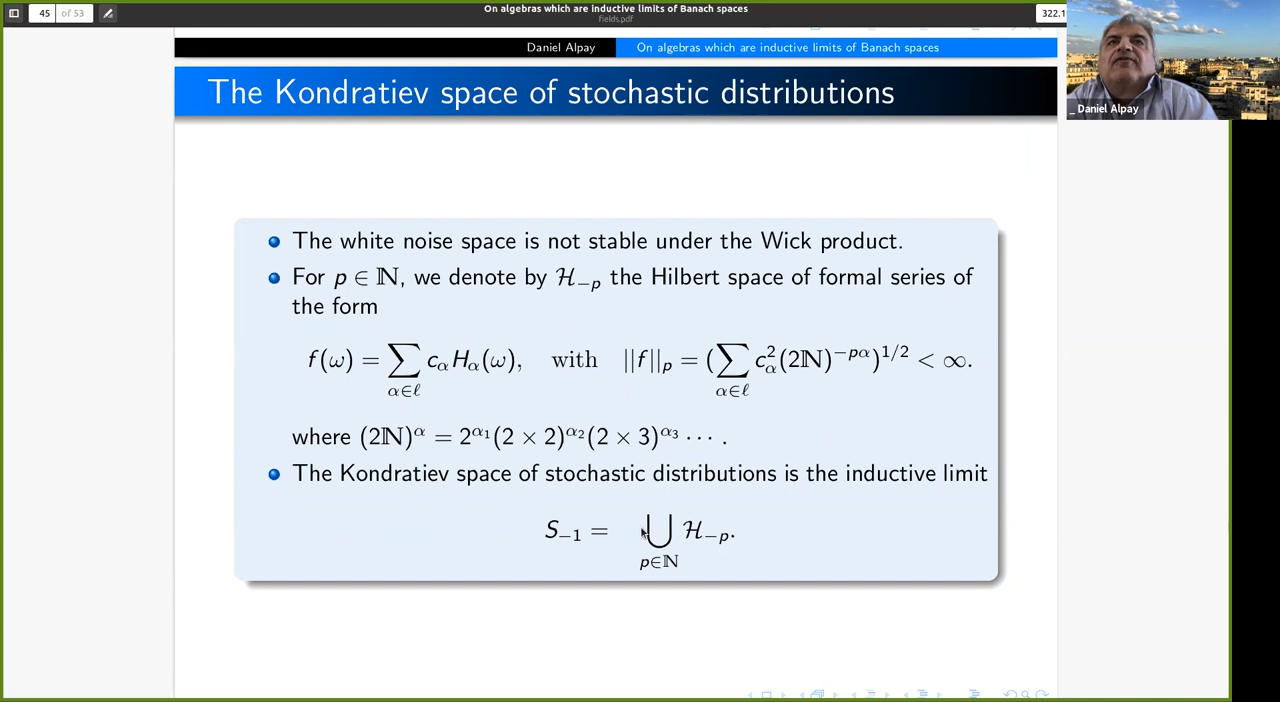 45 of 53
On algebras which are inductive limits of Banach spaces
fields.pdf
322.1
Daniel Alpay
On algebras which are inductive limits of Banach spaces
_ Daniel Alpay
The Kondratiev space of stochastic distributions
The white noise space is not stable under the Wick product.
For p ∈ ℕ, we denote by ℋ₋ₚ the Hilbert space of formal series of
the form
f(ω) = ∑_{α∈ℓ} c_α H_α(ω), with ||f||_p = (∑_{α∈ℓ} c_α^2 (2ℕ)^{−pα})^{1/2} < ∞.
where (2ℕ)^α = 2^{α_1}(2 × 2)^{α_2}(2 × 3)^{α_3} ⋯ .
The Kondratiev space of stochastic distributions is the inductive limit
S_{−1} = ⋃_{p∈ℕ} ℋ_{−p}.